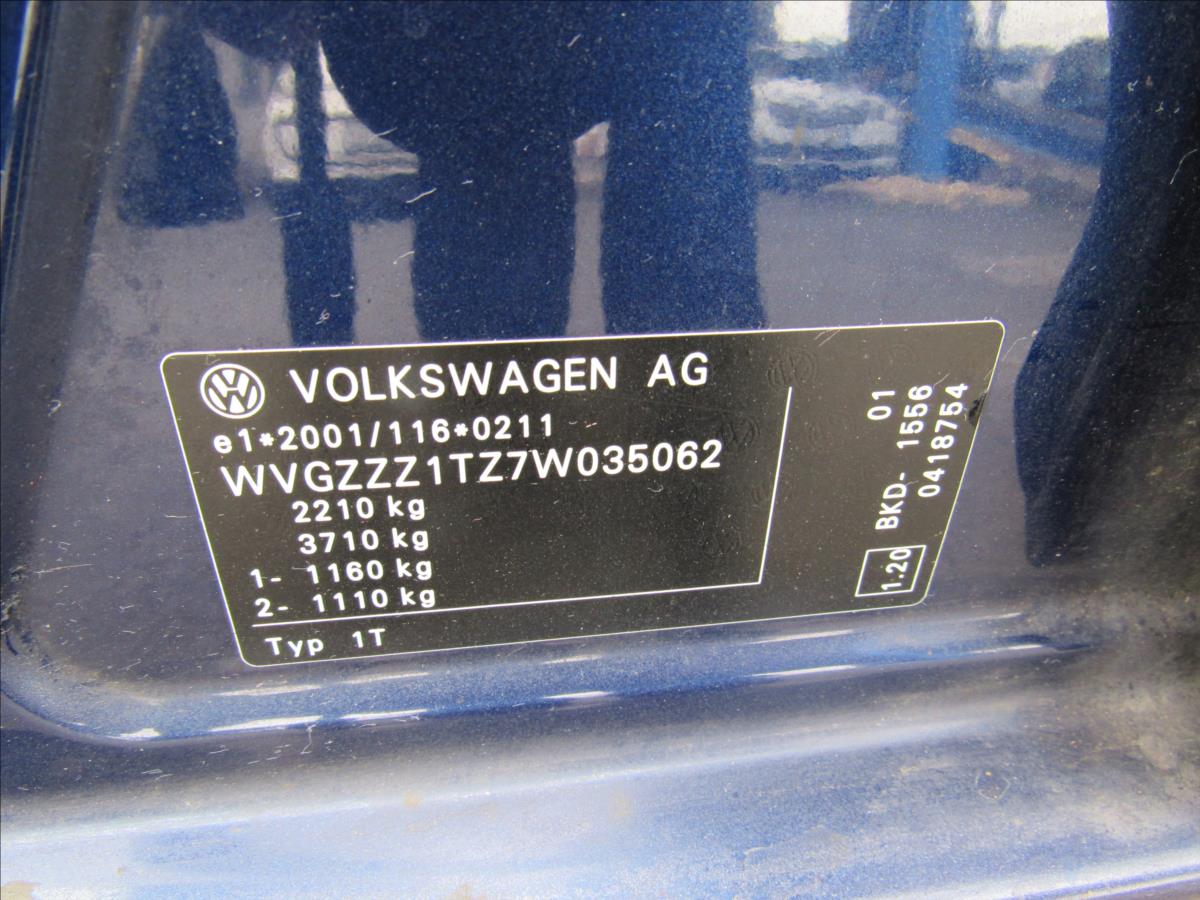 VOLKSWAGEN AG
e1*2001/116*0211
WVGZZZ1TZ7W035062
2210 kg
3710 kg
1- 1160 kg
2- 1110 kg
Typ 1T
01
BKD- 1556
0418754
1.20